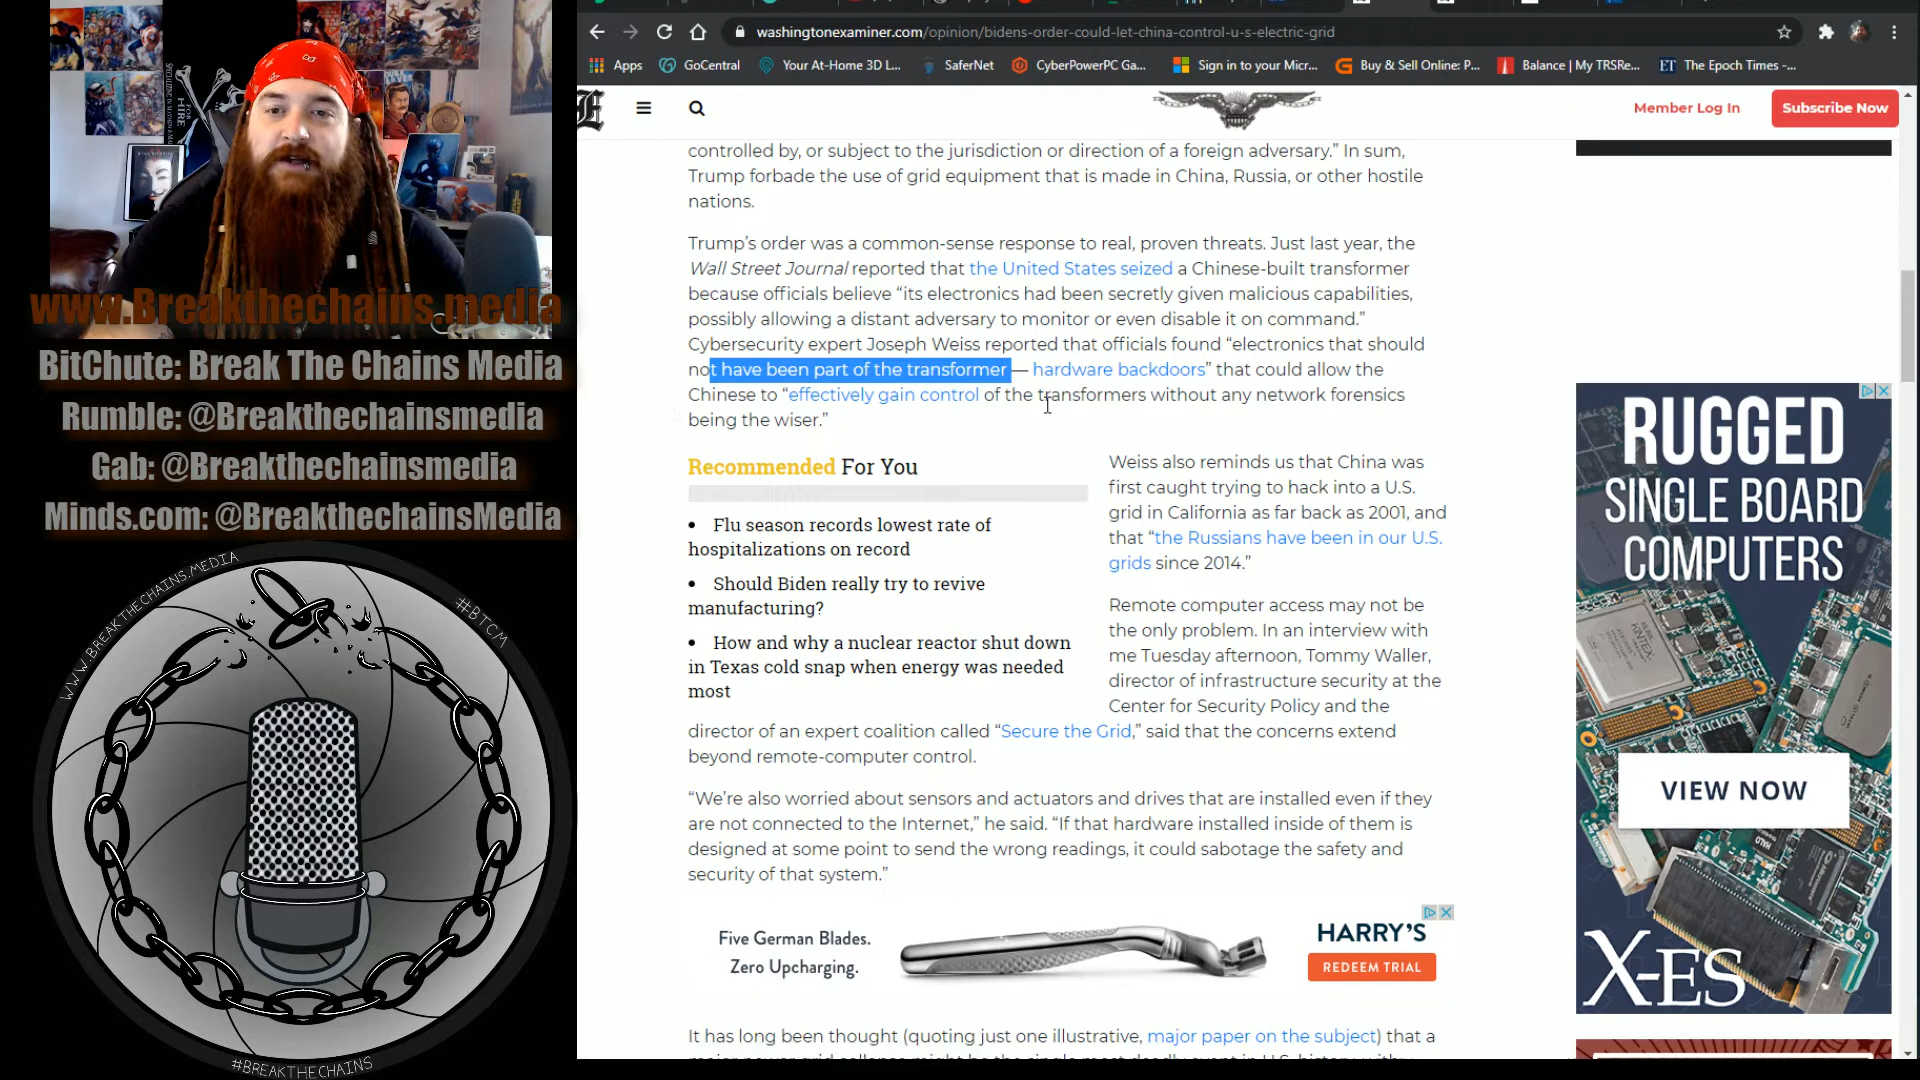 www.Breakthechains.media
BitChute: Break The Chains Media
Rumble: @Breakthechainsmedia
Gab: @Breakthechainsmedia
Minds.com: @BreakthechainsMedia
WWW.BREAKTHECHAINS.MEDIA
#BTCM
#BREAKTHECHAINS
FOR HIRE
washingtonexaminer.com/opinion/bidens-order-could-let-china-control-u-s-electric-grid
Apps GoCentral Your At-Home 3D L... SaferNet CyberPowerPC Ga... Sign in to your Micr... Buy & Sell Online: P... Balance | My TRSRe... ET The Epoch Times -...
E Member Log In Subscribe Now
controlled by, or subject to the jurisdiction or direction of a foreign adversary.” In sum,
Trump forbade the use of grid equipment that is made in China, Russia, or other hostile
nations.
Trump’s order was a common-sense response to real, proven threats. Just last year, the
Wall Street Journal reported that the United States seized a Chinese-built transformer
because officials believe “its electronics had been secretly given malicious capabilities,
possibly allowing a distant adversary to monitor or even disable it on command.”
Cybersecurity expert Joseph Weiss reported that officials found “electronics that should
not have been part of the transformer — hardware backdoors” that could allow the
Chinese to “effectively gain control of the transformers without any network forensics
being the wiser.”
Recommended For You
• Flu season records lowest rate of
hospitalizations on record
• Should Biden really try to revive
manufacturing?
• How and why a nuclear reactor shut down
in Texas cold snap when energy was needed
most
Weiss also reminds us that China was
first caught trying to hack into a U.S.
grid in California as far back as 2001, and
that “the Russians have been in our U.S.
grids since 2014.”
Remote computer access may not be
the only problem. In an interview with
me Tuesday afternoon, Tommy Waller,
director of infrastructure security at the
Center for Security Policy and the
director of an expert coalition called “Secure the Grid,” said that the concerns extend
beyond remote-computer control.
“We’re also worried about sensors and actuators and drives that are installed even if they
are not connected to the Internet,” he said. “If that hardware installed inside of them is
designed at some point to send the wrong readings, it could sabotage the safety and
security of that system.”
Five German Blades.
Zero Upcharging.
HARRY'S
REDEEM TRIAL
It has long been thought (quoting just one illustrative, major paper on the subject) that a
RUGGED
SINGLE BOARD
COMPUTERS
KINTEX
VIEW NOW
X-ES